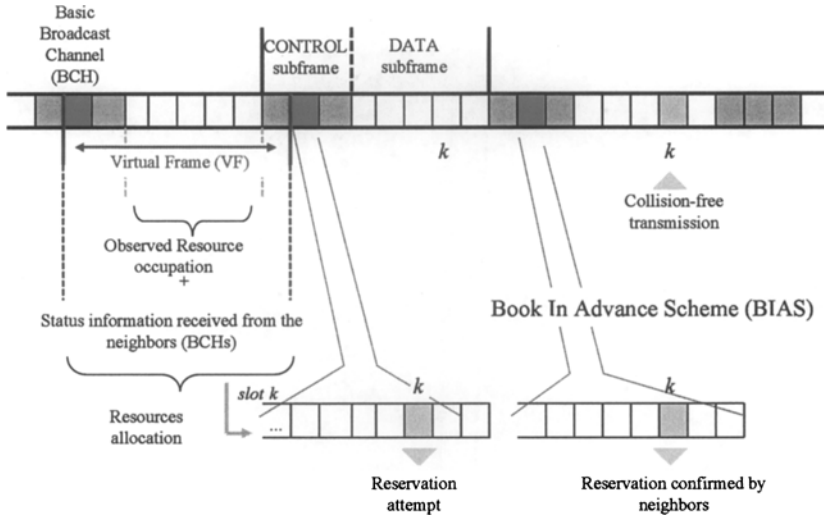 Basic
Broadcast
Channel
(BCH)
CONTROL
subframe
DATA
subframe
Virtual Frame (VF)
k
k
Collision-free
transmission
Observed Resource
occupation
+
Status information received from the
neighbors (BCHs)
Book In Advance Scheme (BIAS)
Resources
allocation
slot k
k
k
...
Reservation
attempt
Reservation confirmed by
neighbors